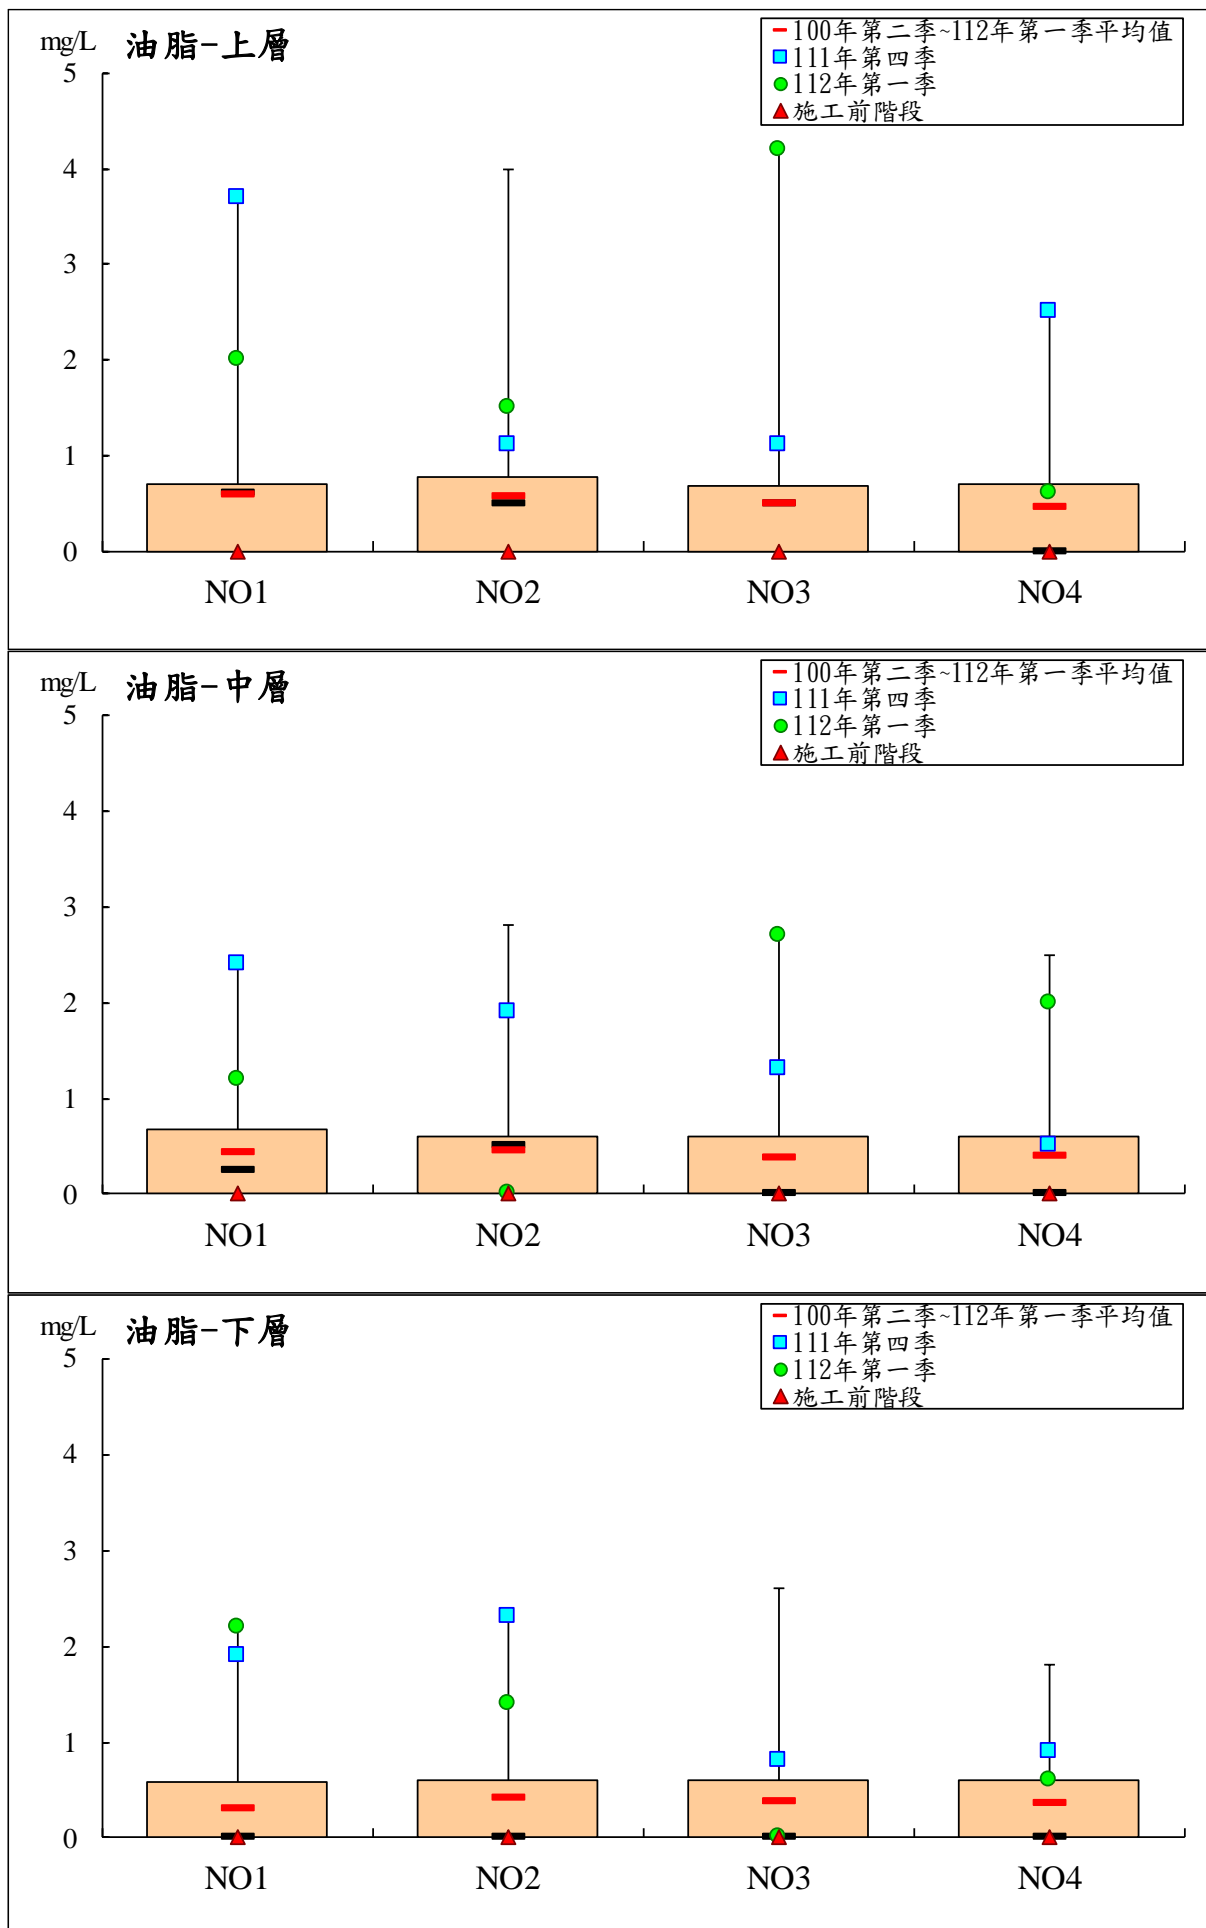 mg/L 油脂-上層
100年第二季~112年第一季平均值
111年第四季
112年第一季
施工前階段
5
4
3
2
1
0
NO1 NO2 NO3 NO4
mg/L 油脂-中層
100年第二季~112年第一季平均值
111年第四季
112年第一季
施工前階段
5
4
3
2
1
0
NO1 NO2 NO3 NO4
mg/L 油脂-下層
100年第二季~112年第一季平均值
111年第四季
112年第一季
施工前階段
5
4
3
2
1
0
NO1 NO2 NO3 NO4